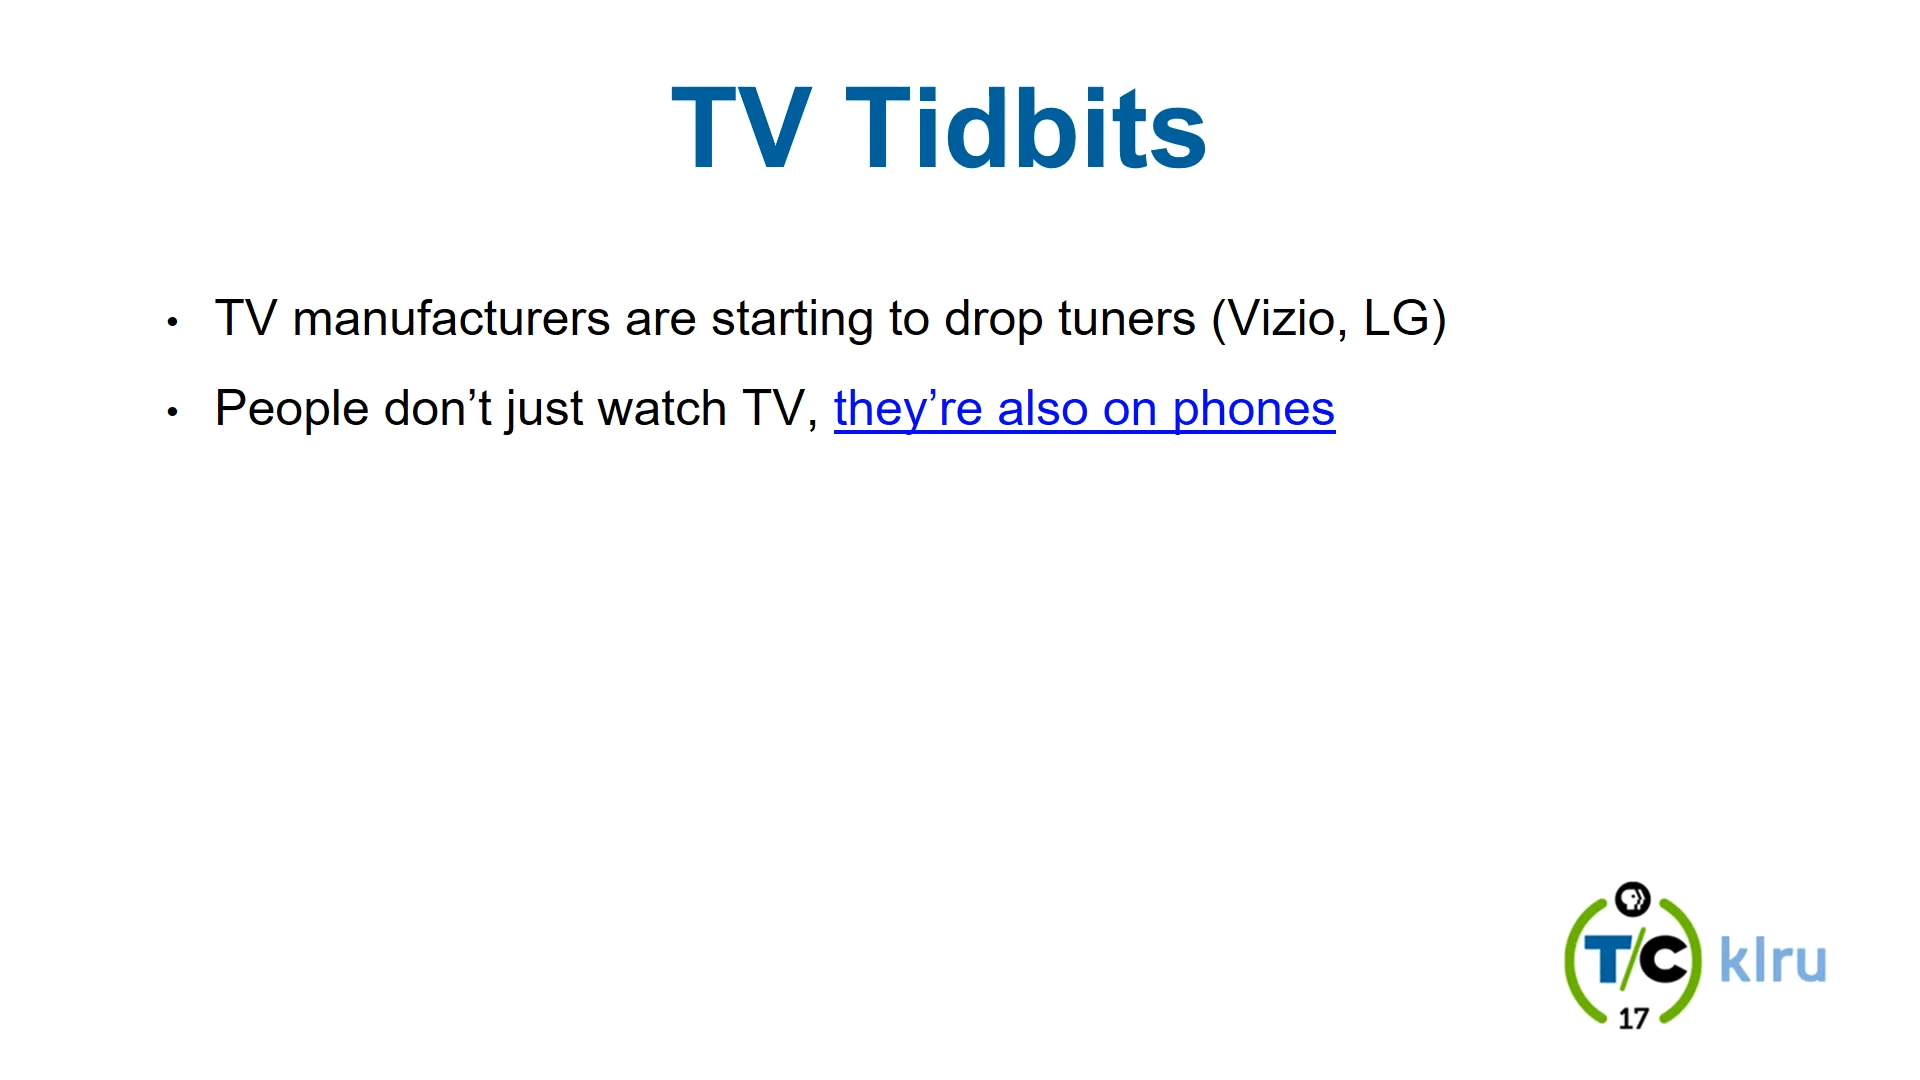 TV Tidbits
• TV manufacturers are starting to drop tuners (Vizio, LG)
• People don’t just watch TV, they’re also on phones
T/C klru
17